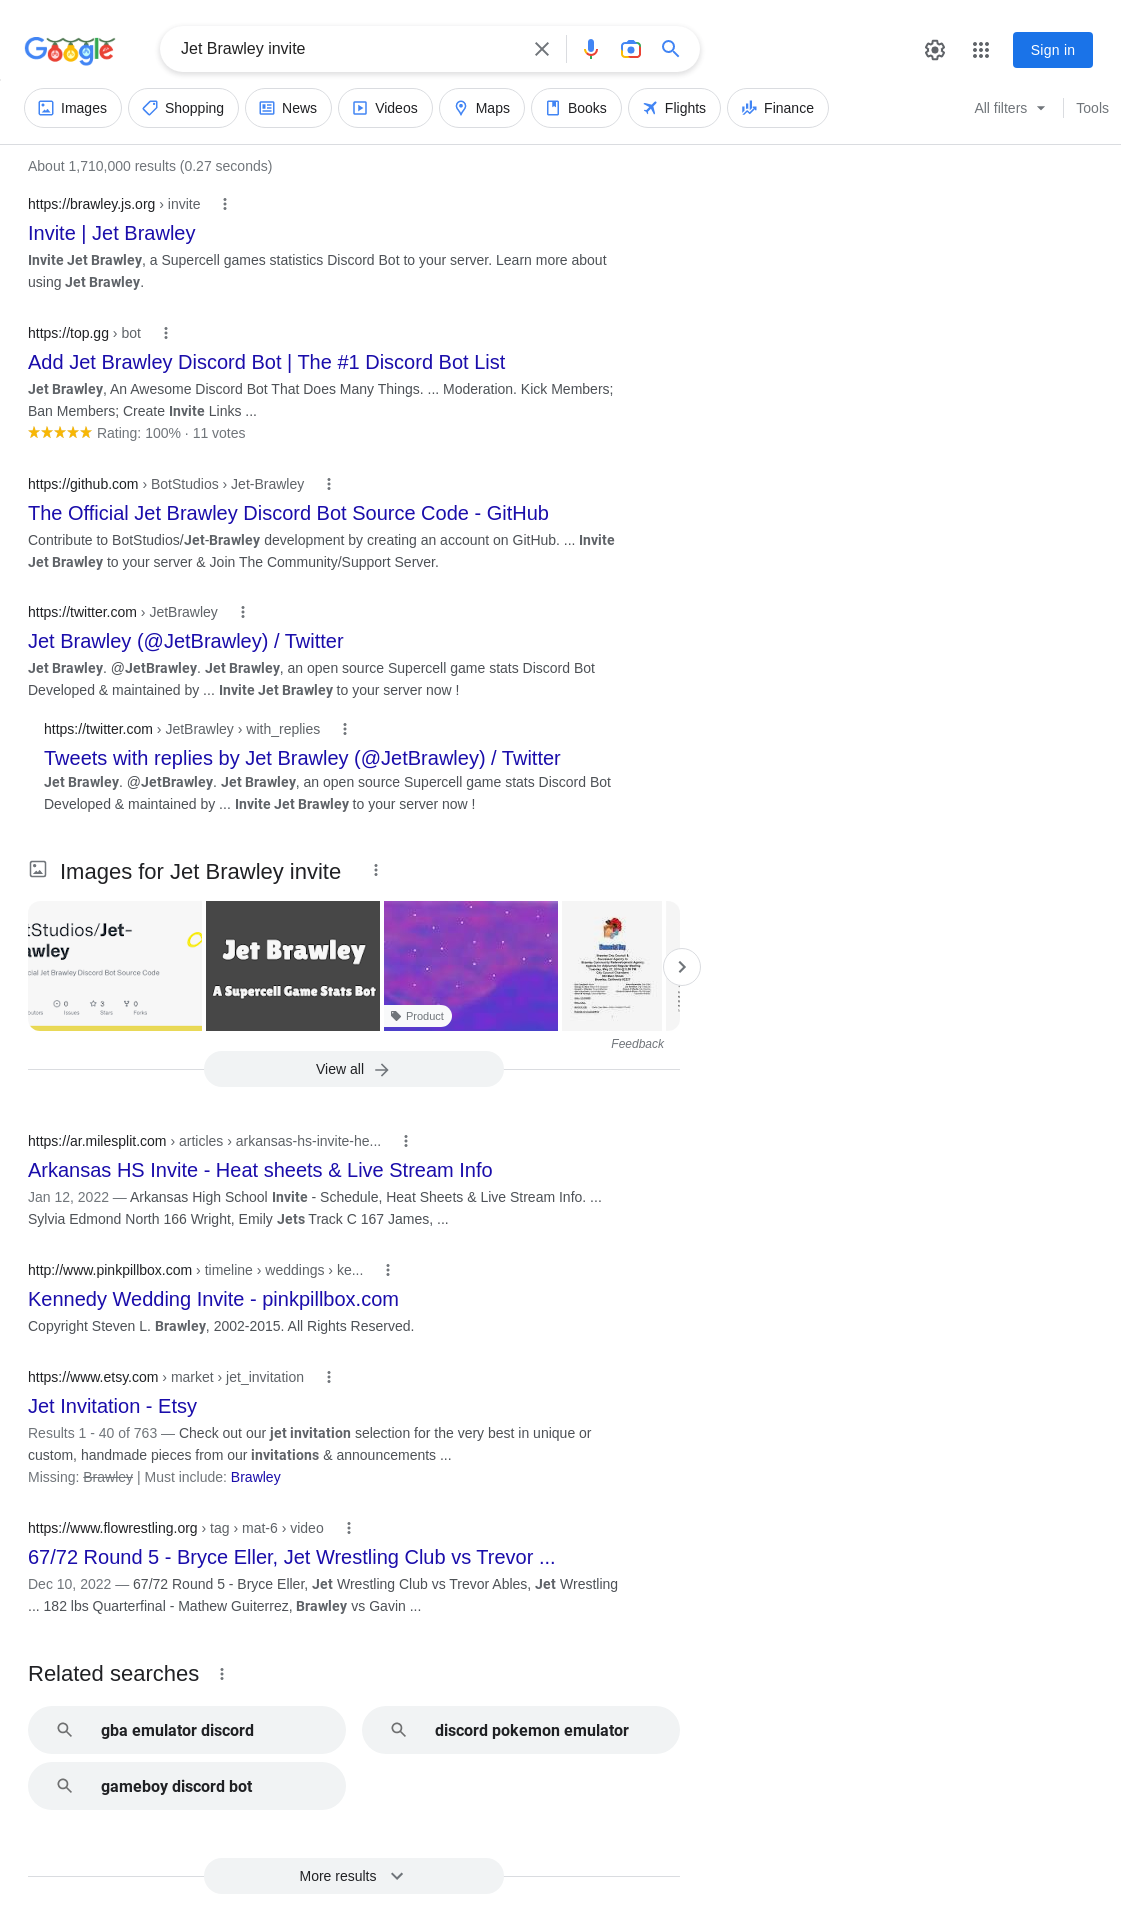 Google
Jet Brawley invite
Sign in
Images
Shopping
News
Videos
Maps
Books
Flights
Finance
All filters
Tools
About 1,710,000 results (0.27 seconds)
https://brawley.js.org › invite
Invite | Jet Brawley
Invite Jet Brawley, a Supercell games statistics Discord Bot to your server. Learn more about
using Jet Brawley.
https://top.gg › bot
Add Jet Brawley Discord Bot | The #1 Discord Bot List
Jet Brawley, An Awesome Discord Bot That Does Many Things. ... Moderation. Kick Members;
Ban Members; Create Invite Links ...
Rating: 100% · 11 votes
https://github.com › BotStudios › Jet-Brawley
The Official Jet Brawley Discord Bot Source Code - GitHub
Contribute to BotStudios/Jet-Brawley development by creating an account on GitHub. ... Invite
Jet Brawley to your server & Join The Community/Support Server.
https://twitter.com › JetBrawley
Jet Brawley (@JetBrawley) / Twitter
Jet Brawley. @JetBrawley. Jet Brawley, an open source Supercell game stats Discord Bot
Developed & maintained by ... Invite Jet Brawley to your server now !
https://twitter.com › JetBrawley › with_replies
Tweets with replies by Jet Brawley (@JetBrawley) / Twitter
Jet Brawley. @JetBrawley. Jet Brawley, an open source Supercell game stats Discord Bot
Developed & maintained by ... Invite Jet Brawley to your server now !
Images for Jet Brawley invite
tStudios/Jet-
awley
cial Jet Brawley Discord Bot Source Code
0 3 0
utors Issues Stars Forks
Jet Brawley
A Supercell Game Stats Bot
Product
Memorial Day
Feedback
View all
https://ar.milesplit.com › articles › arkansas-hs-invite-he...
Arkansas HS Invite - Heat sheets & Live Stream Info
Jan 12, 2022 — Arkansas High School Invite - Schedule, Heat Sheets & Live Stream Info. ...
Sylvia Edmond North 166 Wright, Emily Jets Track C 167 James, ...
http://www.pinkpillbox.com › timeline › weddings › ke...
Kennedy Wedding Invite - pinkpillbox.com
Copyright Steven L. Brawley, 2002-2015. All Rights Reserved.
https://www.etsy.com › market › jet_invitation
Jet Invitation - Etsy
Results 1 - 40 of 763 — Check out our jet invitation selection for the very best in unique or
custom, handmade pieces from our invitations & announcements ...
Missing: Brawley | Must include: Brawley
https://www.flowrestling.org › tag › mat-6 › video
67/72 Round 5 - Bryce Eller, Jet Wrestling Club vs Trevor ...
Dec 10, 2022 — 67/72 Round 5 - Bryce Eller, Jet Wrestling Club vs Trevor Ables, Jet Wrestling
... 182 lbs Quarterfinal - Mathew Guiterrez, Brawley vs Gavin ...
Related searches
gba emulator discord
discord pokemon emulator
gameboy discord bot
More results